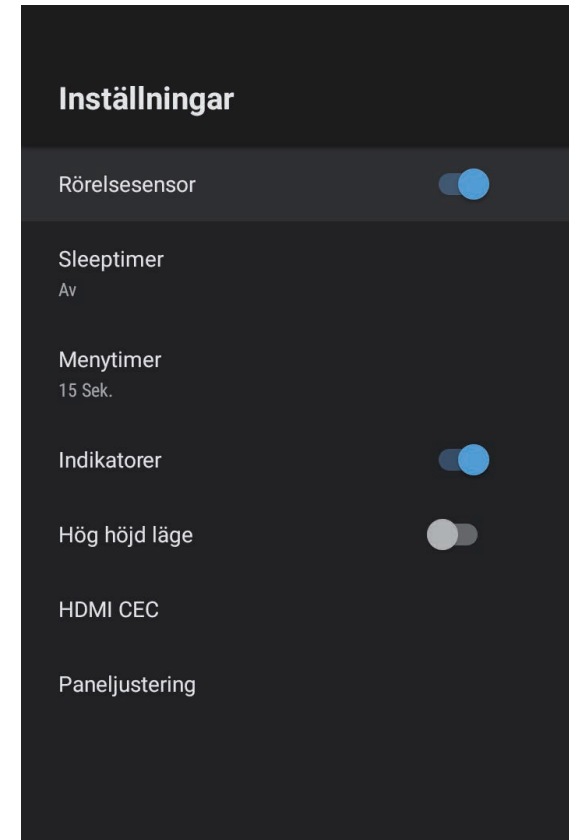 Inställningar
Rörelsesensor
Sleeptimer
Av
Menytimer
15 Sek.
Indikatorer
Hög höjd läge
HDMI CEC
Paneljustering